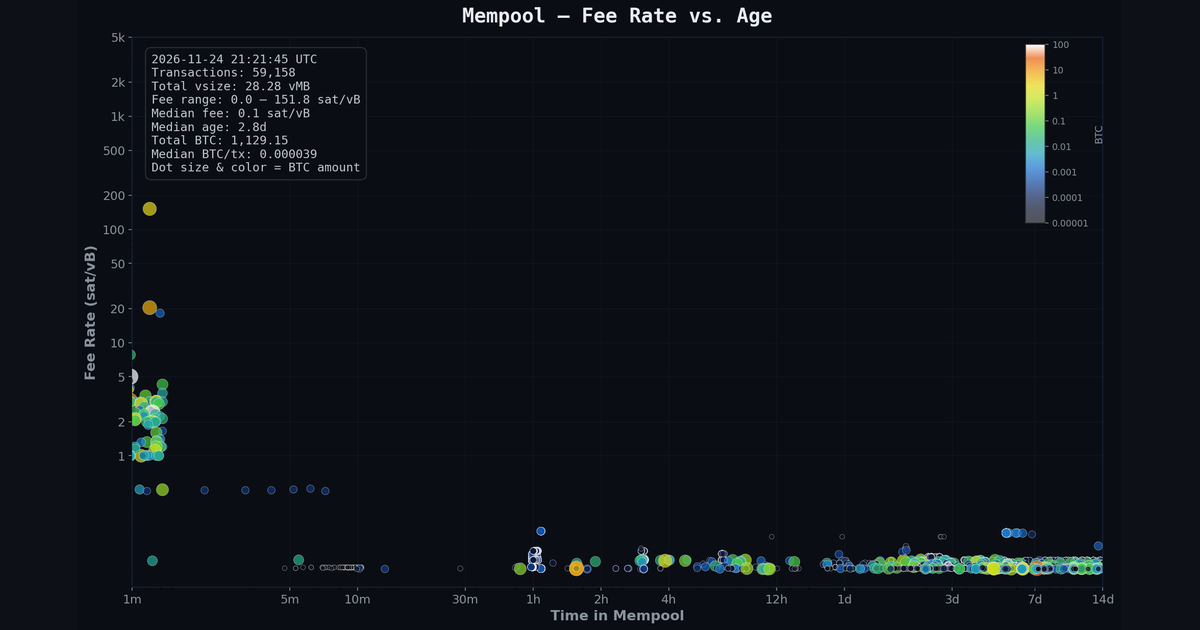 Mempool — Fee Rate vs. Age
2026-11-24 21:21:45 UTC
Transactions: 59,158
Total vsize: 28.28 vMB
Fee range: 0.0 – 151.8 sat/vB
Median fee: 0.1 sat/vB
Median age: 2.8d
Total BTC: 1,129.15
Median BTC/tx: 0.000039
Dot size & color = BTC amount
5k
2k
1k
500
200
100
50
20
10
5
2
1
Fee Rate (sat/vB)
100
10
1
0.1
0.01
0.001
0.0001
0.00001
BTC
1m 5m 10m 30m 1h 2h 4h 12h 1d 3d 7d 14d
Time in Mempool